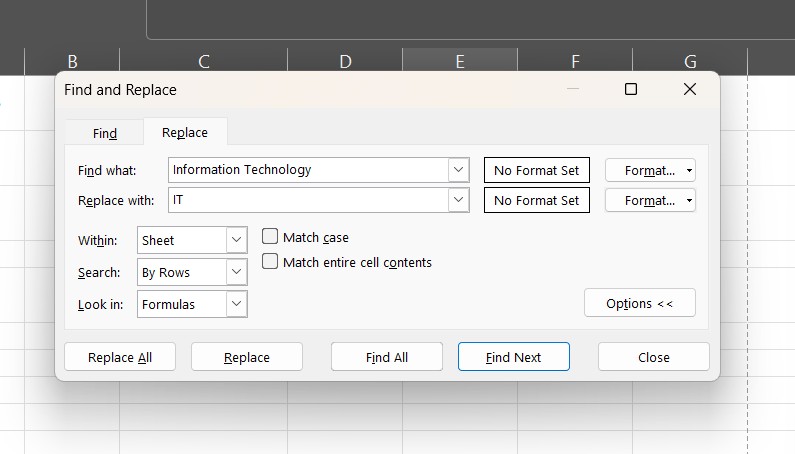 B C D E F G
Find and Replace
Find Replace
Find what: Information Technology No Format Set Format...
Replace with: IT No Format Set Format...
Within: Sheet Match case
Match entire cell contents
Search: By Rows
Look in: Formulas Options <<
Replace All Replace Find All Find Next Close